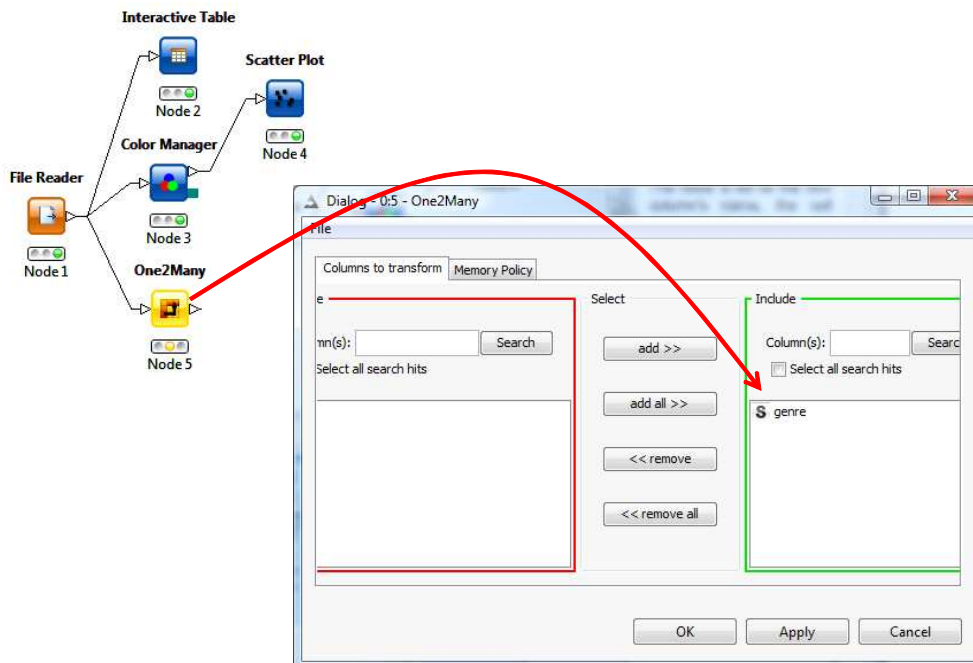 Interactive Table
Node 2
Scatter Plot
Node 4
Color Manager
Node 3
File Reader
Node 1
One2Many
Node 5
Dialog - 0:5 - One2Many
File
Columns to transform
Memory Policy
e
mn(s):
Search
Select all search hits
Select
add >>
add all >>
<< remove
<< remove all
Include
Column(s):
Searc
Select all search hits
S genre
OK
Apply
Cancel